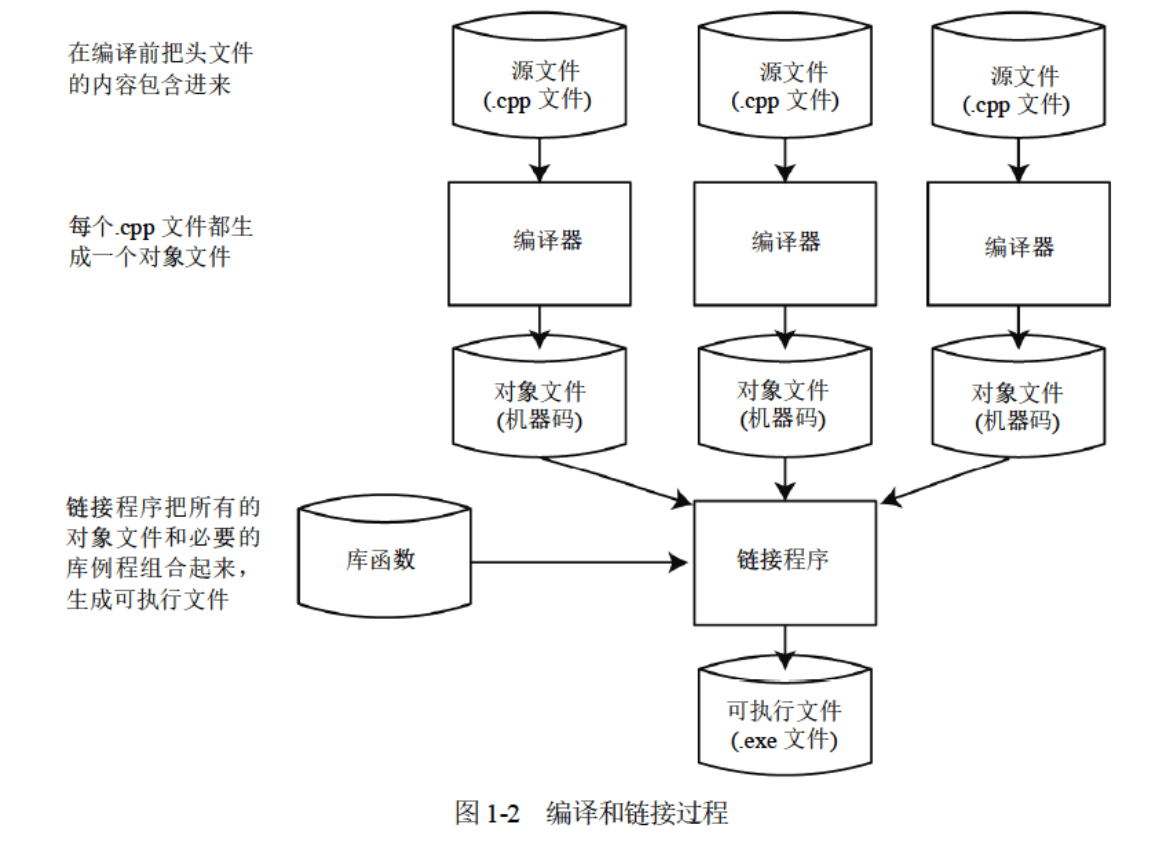 在编译前把头文件
的内容包含进来
源文件
(.cpp 文件)
源文件
(.cpp 文件)
源文件
(.cpp 文件)
每个.cpp 文件都生
成一个对象文件
编译器
编译器
编译器
对象文件
(机器码)
对象文件
(机器码)
对象文件
(机器码)
链接程序把所有的
对象文件和必要的
库例程组合起来，
生成可执行文件
库函数
链接程序
可执行文件
(.exe 文件)
图 1-2 编译和链接过程